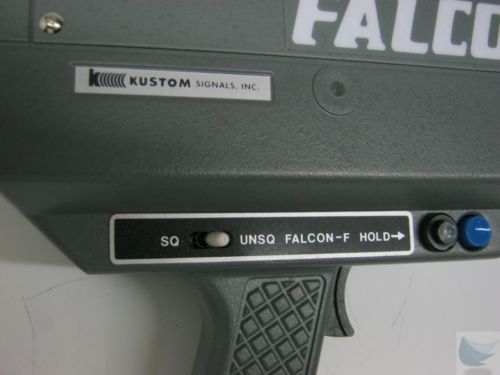 FALCO
KUSTOM SIGNALS, INC.
SQ UNSQ FALCON-F HOLD→